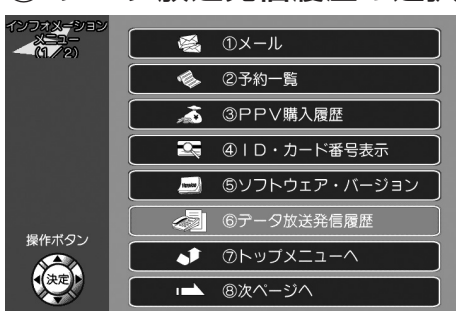 インフォメーション
メニュー
(1/2)
①メール
②予約一覧
③PPV購入履歴
④ID・カード番号表示
⑤ソフトウェア・バージョン
⑥データ放送発信履歴
⑦トップメニューへ
⑧次ページへ
操作ボタン
決定